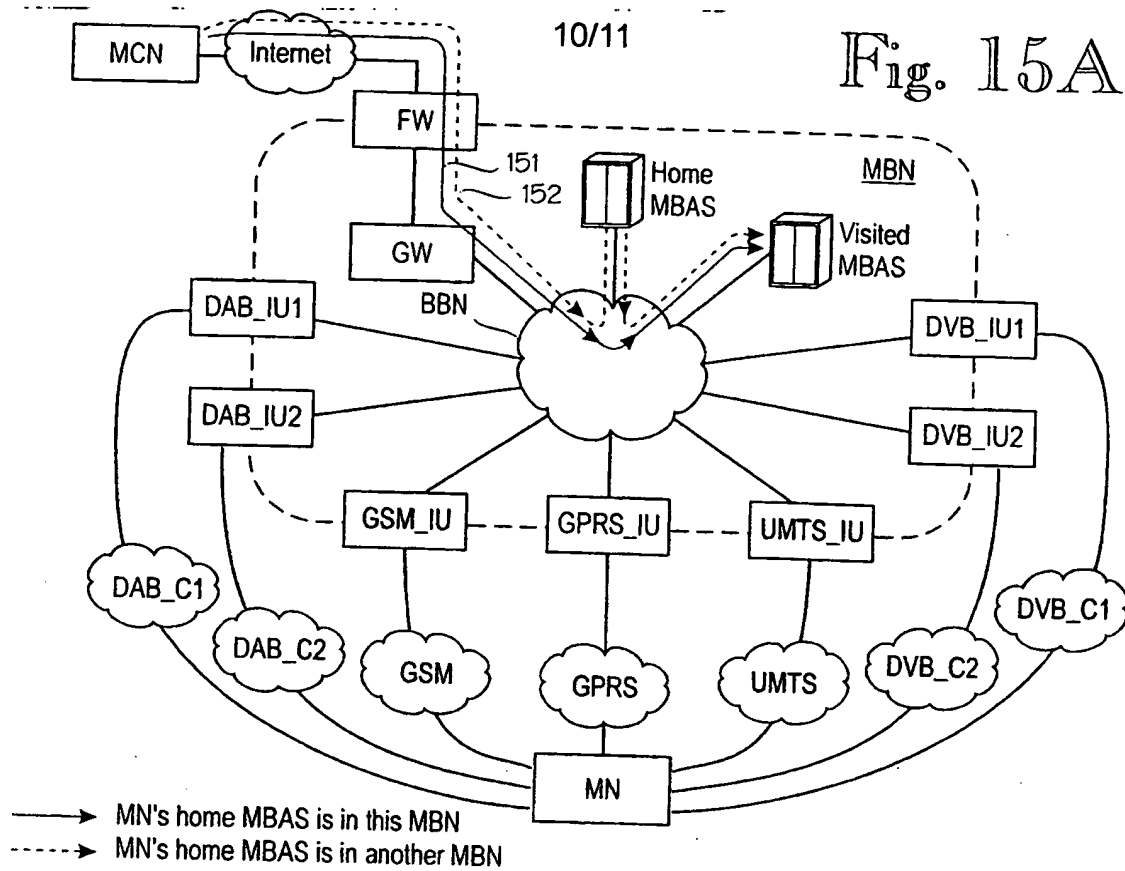 10/11
Fig. 15A
MCN
Internet
FW
151
152
Home
MBAS
MBN
GW
Visited
MBAS
BBN
DAB_IU1
DVB_IU1
DAB_IU2
DVB_IU2
GSM_IU
GPRS_IU
UMTS_IU
DAB_C1
DVB_C1
DAB_C2
DVB_C2
GSM
GPRS
UMTS
MN
MN's home MBAS is in this MBN
MN's home MBAS is in another MBN